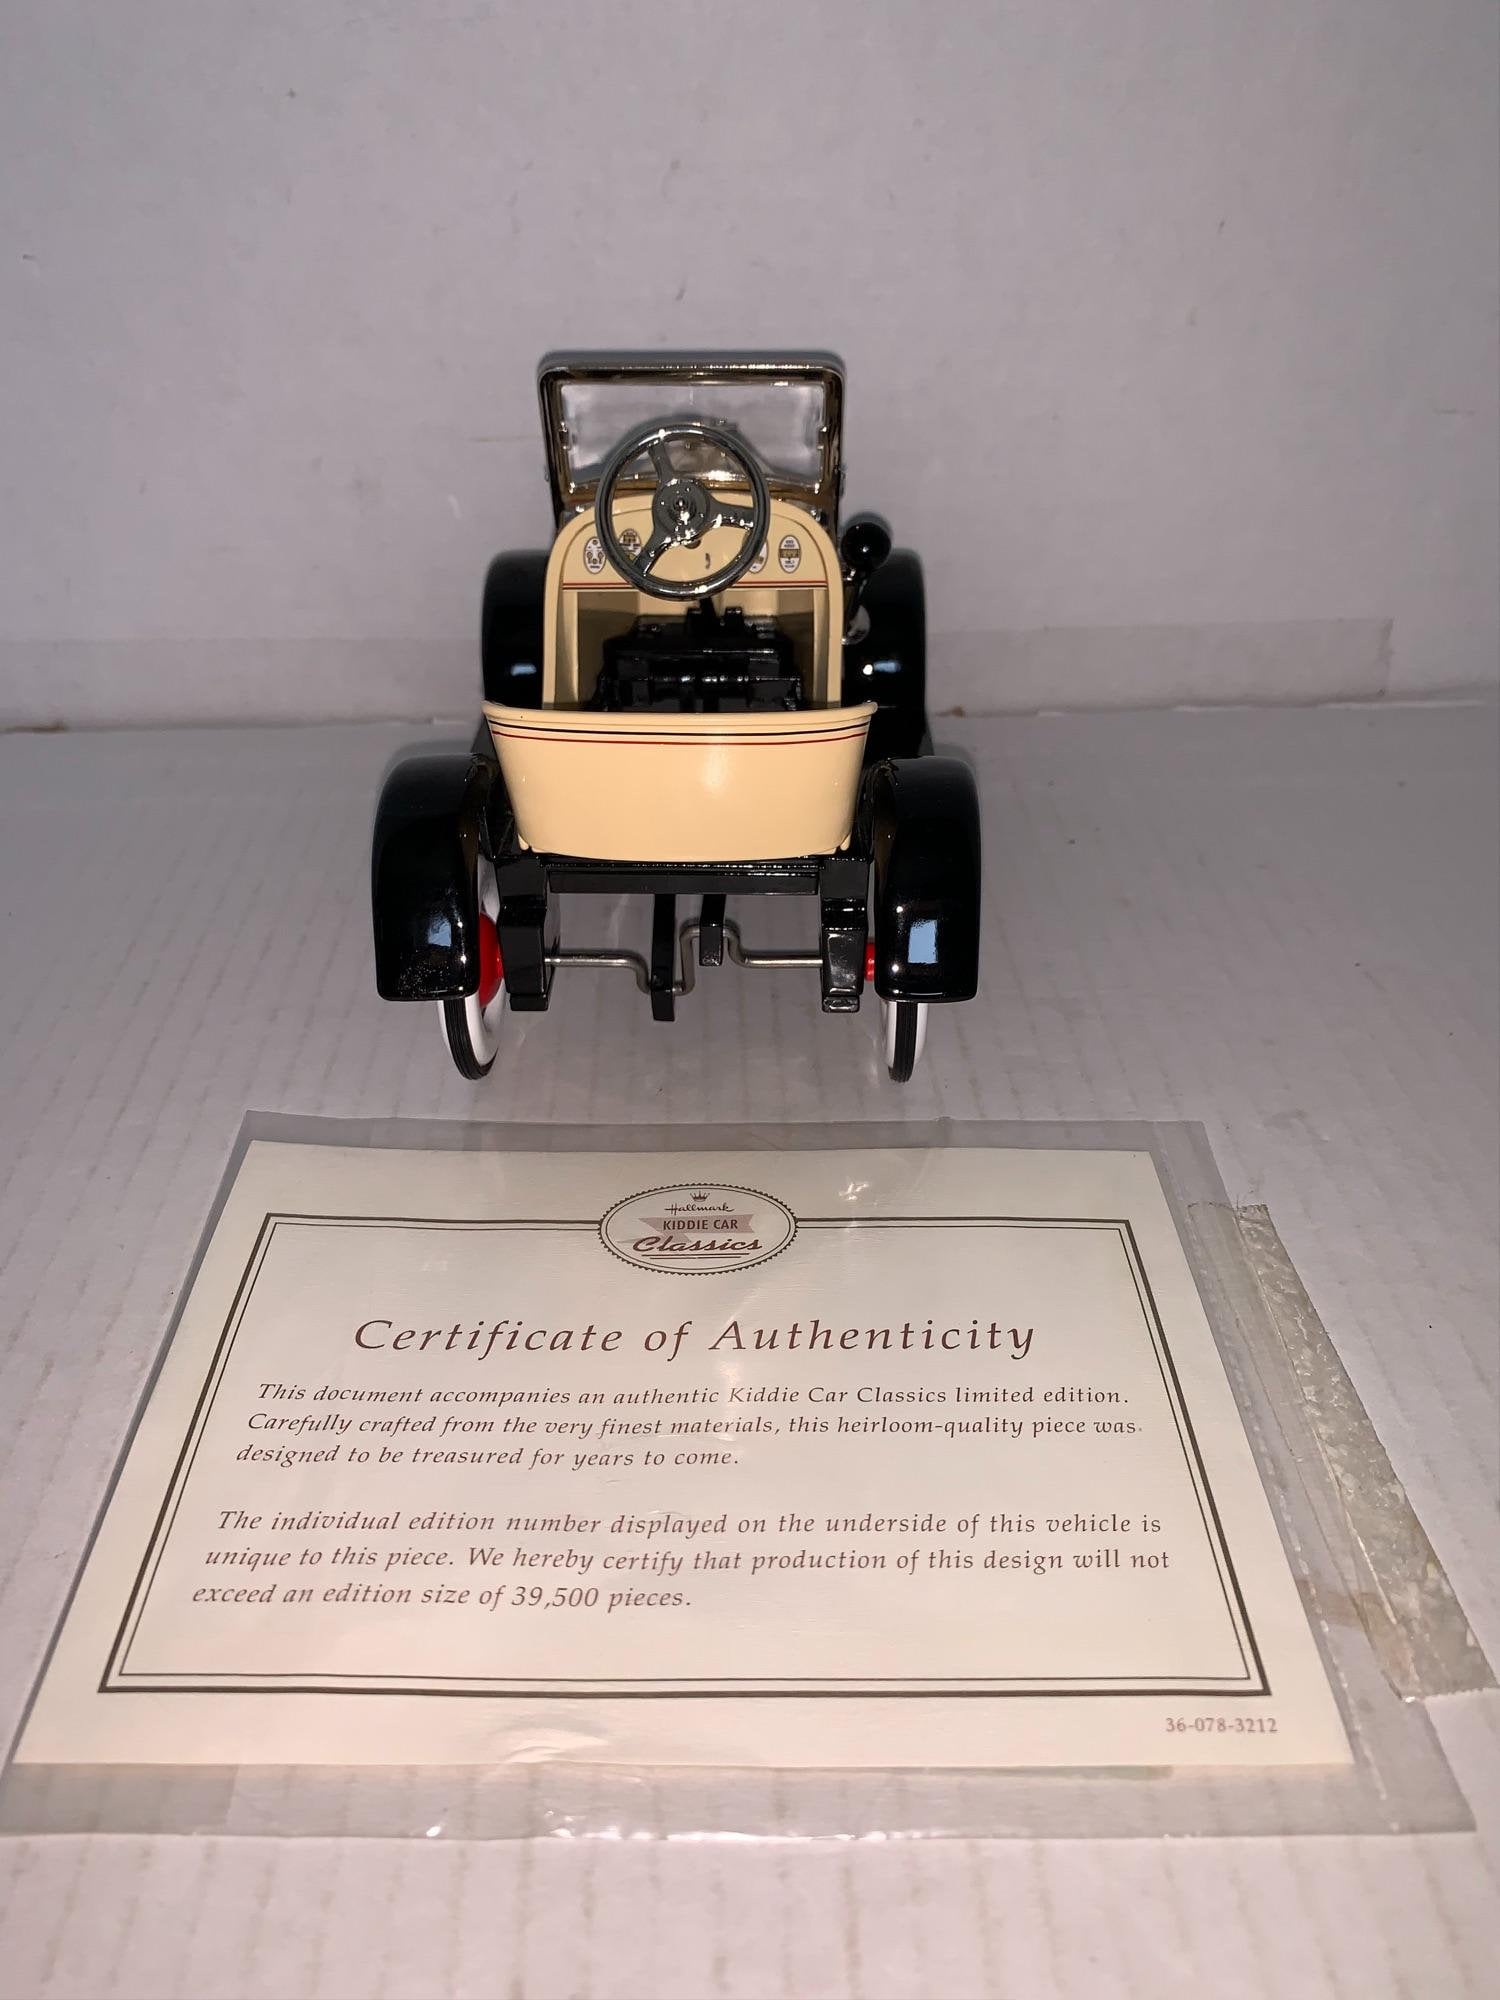 Hallmark
KIDDIE CAR
Classics
Certificate of Authenticity
This document accompanies an authentic Kiddie Car Classics limited edition.
Carefully crafted from the very finest materials, this heirloom-quality piece was
designed to be treasured for years to come.
The individual edition number displayed on the underside of this vehicle is
unique to this piece. We hereby certify that production of this design will not
exceed an edition size of 39,500 pieces.
36-078-3212